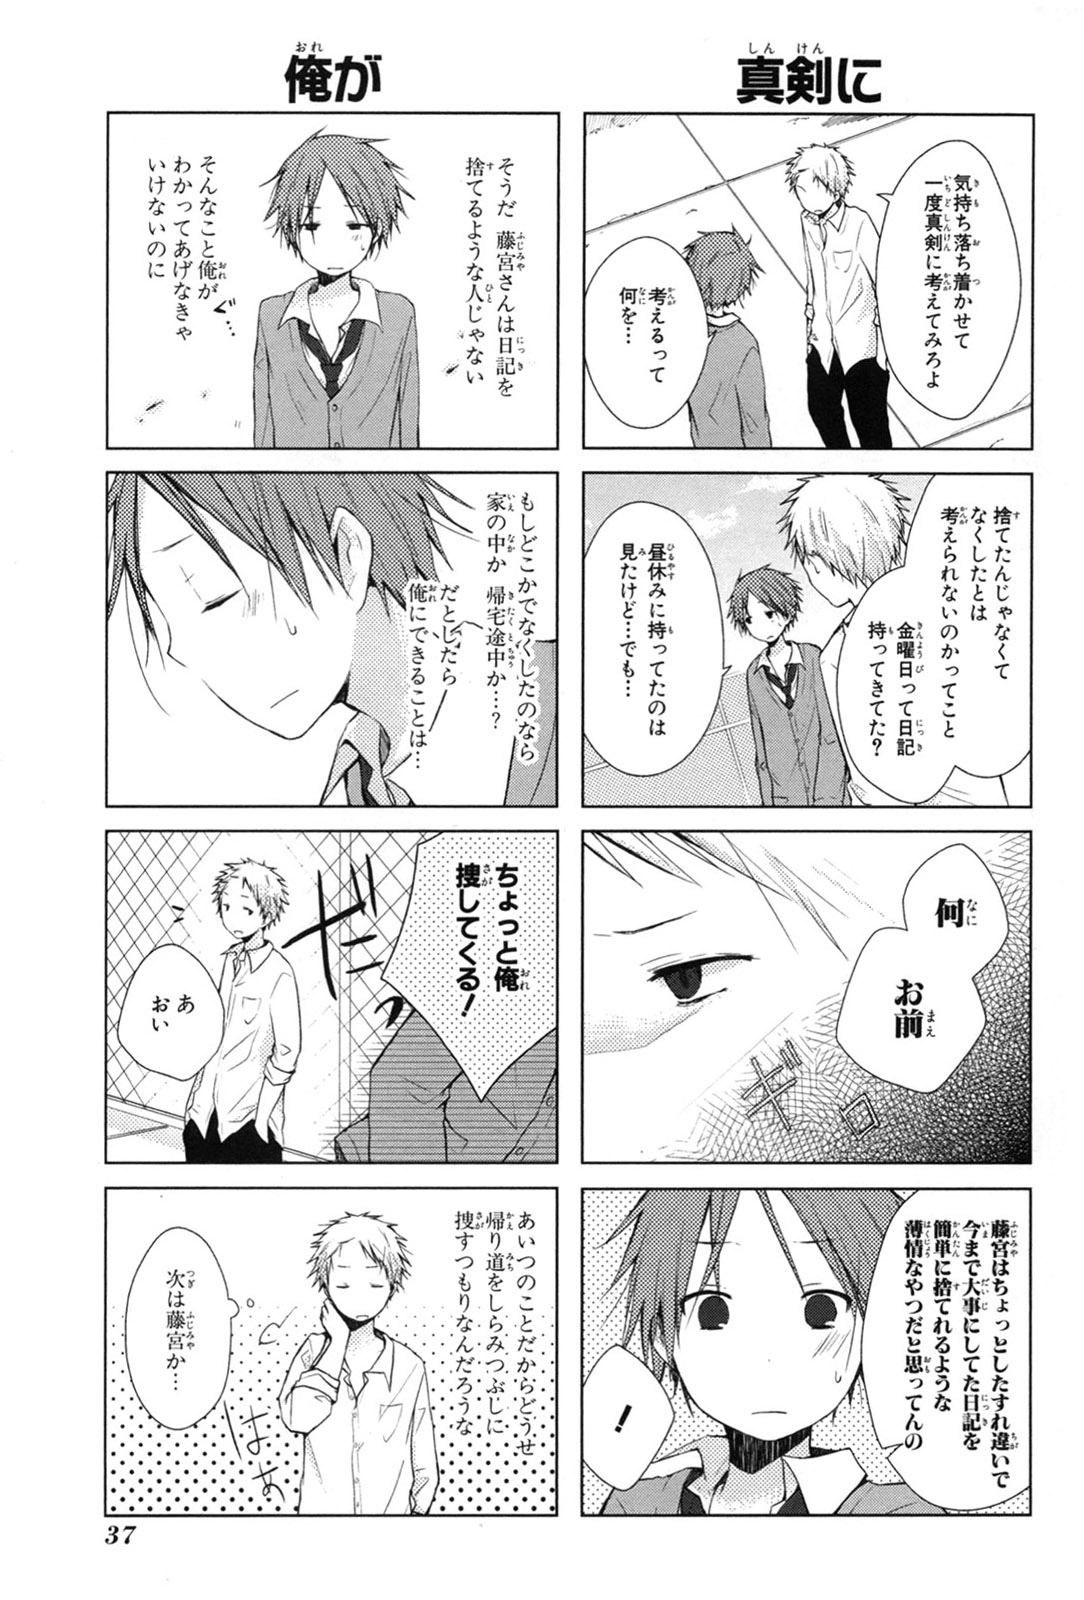 真剣に
気持ち落ち着かせて
一度真剣に考えてみろよ
考えるって
何を…
捨てたんじゃなくて
なくしたとは
考えられないのかってこと
金曜日って日記
持ってきてた?
昼休みに持ってたのは
見たけど…でも…
何
お前
ギロ
藤宮はちょっとしたすれ違いで
今まで大事にしてた日記を
簡単に捨てれるような
薄情なやつだと思ってんの
!
俺が
そうだ 藤宮さんは日記を
捨てるような人じゃない
そんなこと俺が
わかってあげなきゃ
いけないのに
ぐ…
もしどこかでなくしたのなら
家の中か 帰宅途中か…?
だとしたら
俺にできることは…
ちょっと俺
捜してくる!
ダッ
あ
おい
あいつのことだからどうせ
帰り道をしらみつぶしに
捜すつもりなんだろうな
次は藤宮か…
はぁ
37